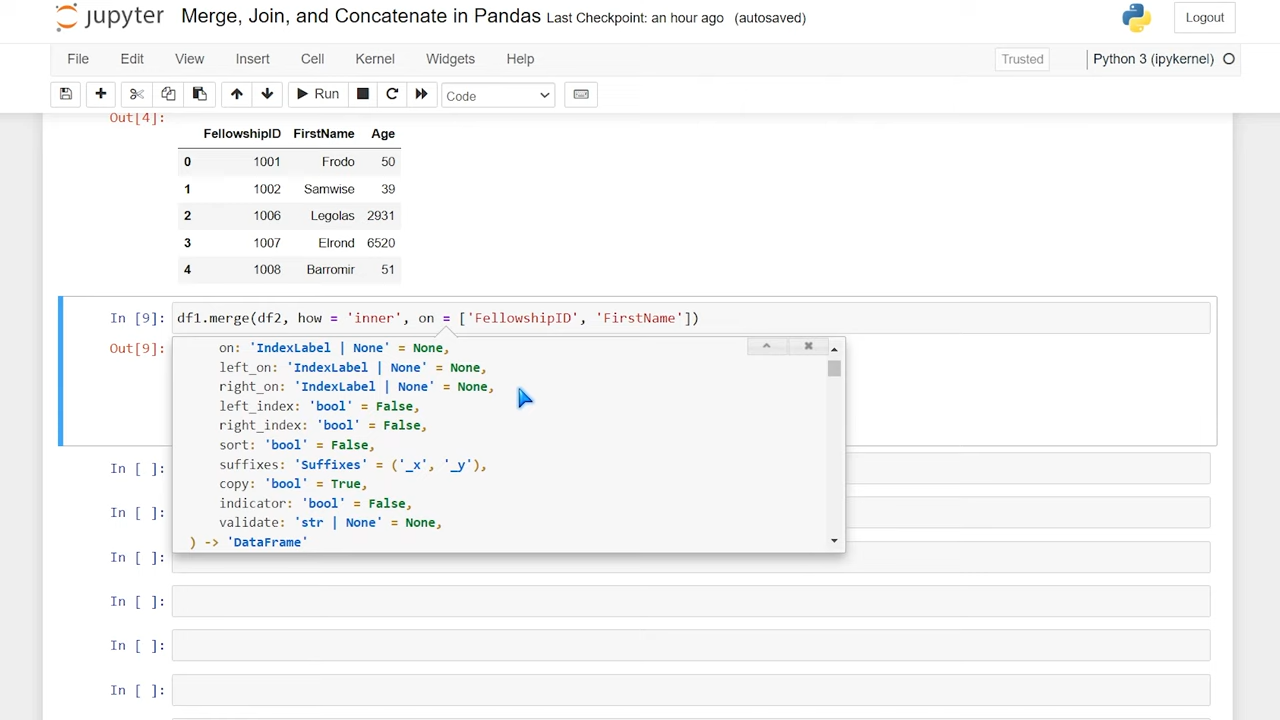 jupyter Merge, Join, and Concatenate in Pandas Last Checkpoint: an hour ago (autosaved) Logout
File Edit View Insert Cell Kernel Widgets Help Trusted Python 3 (ipykernel)
Run Code
Out[4]:
FellowshipID FirstName Age
0 1001 Frodo 50
1 1002 Samwise 39
2 1006 Legolas 2931
3 1007 Elrond 6520
4 1008 Barromir 51
In [9]: df1.merge(df2, how = 'inner', on = ['FellowshipID', 'FirstName'])
Out[9]: on: 'IndexLabel | None' = None,
left_on: 'IndexLabel | None' = None,
right_on: 'IndexLabel | None' = None,
left_index: 'bool' = False,
right_index: 'bool' = False,
sort: 'bool' = False,
suffixes: 'Suffixes' = ('_x', '_y'),
copy: 'bool' = True,
indicator: 'bool' = False,
validate: 'str | None' = None,
) -> 'DataFrame'
In [ ]:
In [ ]:
In [ ]:
In [ ]:
In [ ]:
In [ ]: